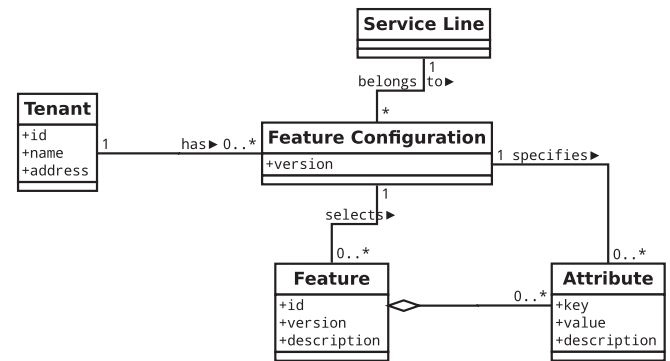 Service Line
1
belongs to▶
*
Tenant
+id
+name
+address
1
has▶ 0..*
Feature Configuration
+version
1 specifies▶
1
selects▶
0..*
0..*
Feature
+id
+version
+description
0..*
Attribute
+key
+value
+description